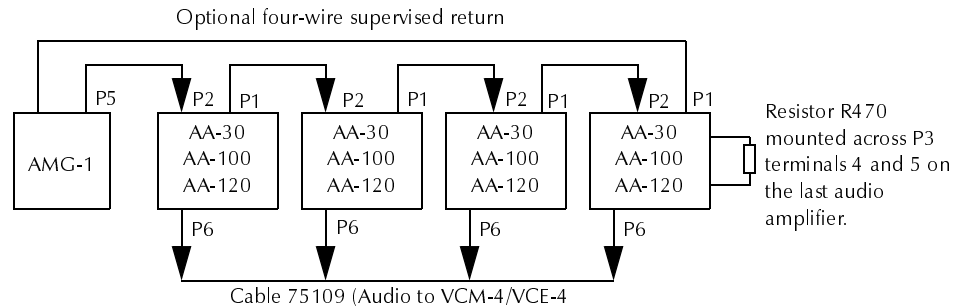 Optional four-wire supervised return
P5
P2
P1
P2
P1
P2
P1
P2
P1
AMG-1
AA-30
AA-100
AA-120
AA-30
AA-100
AA-120
AA-30
AA-100
AA-120
AA-30
AA-100
AA-120
Resistor R470
mounted across P3
terminals 4 and 5 on
the last audio
amplifier.
P6
P6
P6
P6
Cable 75109 (Audio to VCM-4/VCE-4